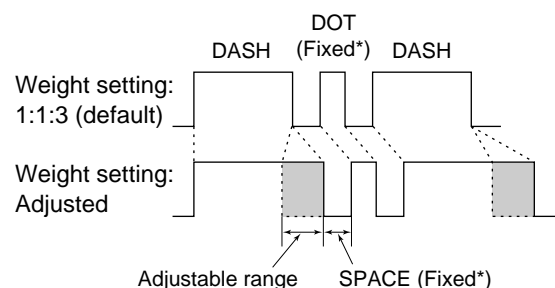 DOT
(Fixed*)
DASH
DASH
Weight setting:
1:1:3 (default)
Weight setting:
Adjusted
Adjustable range
SPACE (Fixed*)